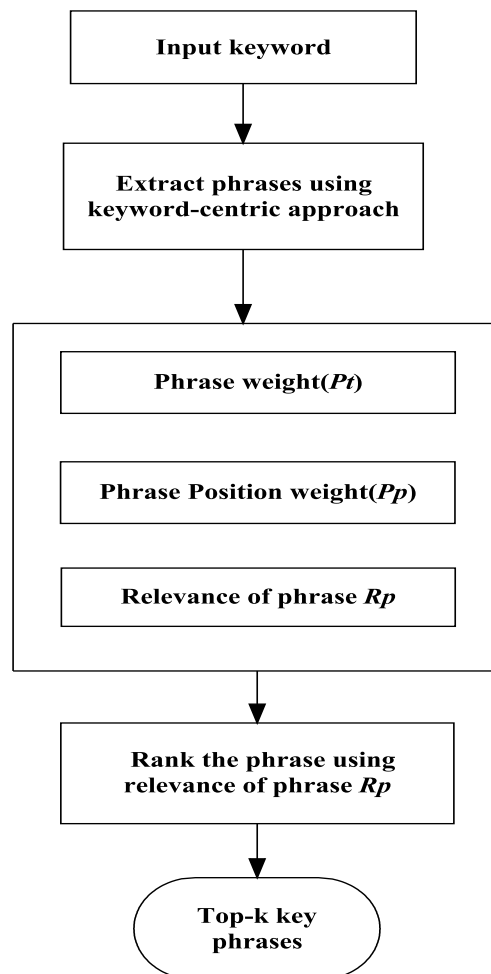 Input keyword
Extract phrases using
keyword-centric approach
Phrase weight(Pt)
Phrase Position weight(Pp)
Relevance of phrase Rp
Rank the phrase using
relevance of phrase Rp
Top-k key
phrases